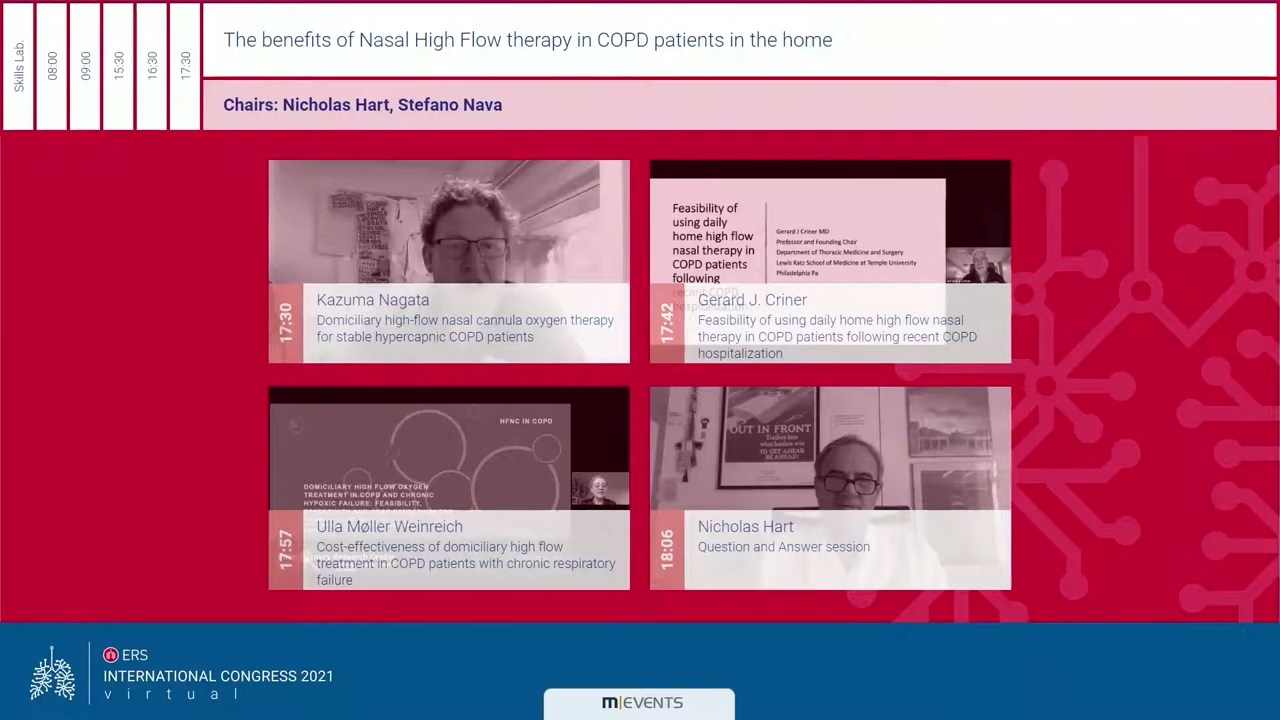 Skills Lab.
08:00
09:00
15:30
16:30
17:30
The benefits of Nasal High Flow therapy in COPD patients in the home
Chairs: Nicholas Hart, Stefano Nava
17:30
Kazuma Nagata
Domiciliary high-flow nasal cannula oxygen therapy
for stable hypercapnic COPD patients
Feasibility of
using daily
home high flow
nasal therapy in
COPD patients
following
recent COPD
Gerard J Criner MD
Professor and Founding Chair
Department of Thoracic Medicine and Surgery
Lewis Katz School of Medicine at Temple University
Philadelphia Pa
17:42
Gerard J. Criner
Feasibility of using daily home high flow nasal
therapy in COPD patients following recent COPD
hospitalization
HFNC IN COPD
DOMICILIARY HIGH FLOW OXYGEN
TREATMENT IN COPD AND CHRONIC
HYPOXIC FAILURE: FEASIBILITY,
17:57
Ulla Møller Weinreich
Cost-effectiveness of domiciliary high flow
treatment in COPD patients with chronic respiratory
failure
OUT IN FRONT
18:06
Nicholas Hart
Question and Answer session
ERS
INTERNATIONAL CONGRESS 2021
virtual
m|EVENTS